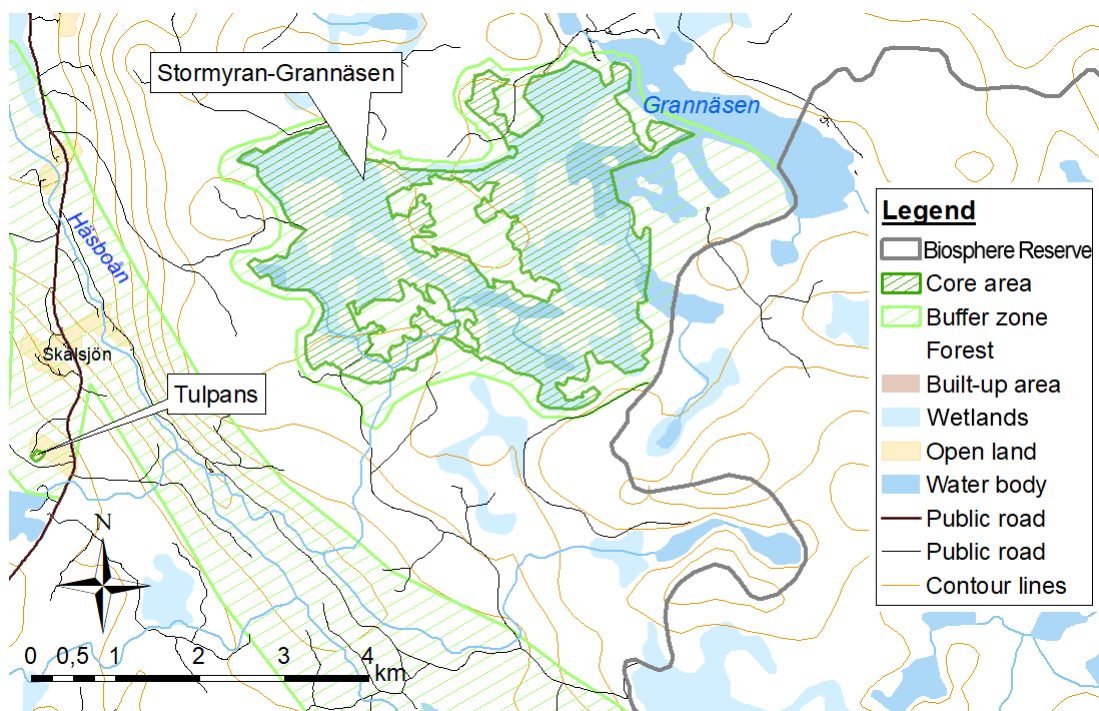 Stormyran-Grannäsen
Grannäsen
Häsboån
Skålsjön
Tulpans
N
0 0,5 1 2 3 4
km
Legend
Biosphere Reserve
Core area
Buffer zone
Forest
Built-up area
Wetlands
Open land
Water body
Public road
Public road
Contour lines